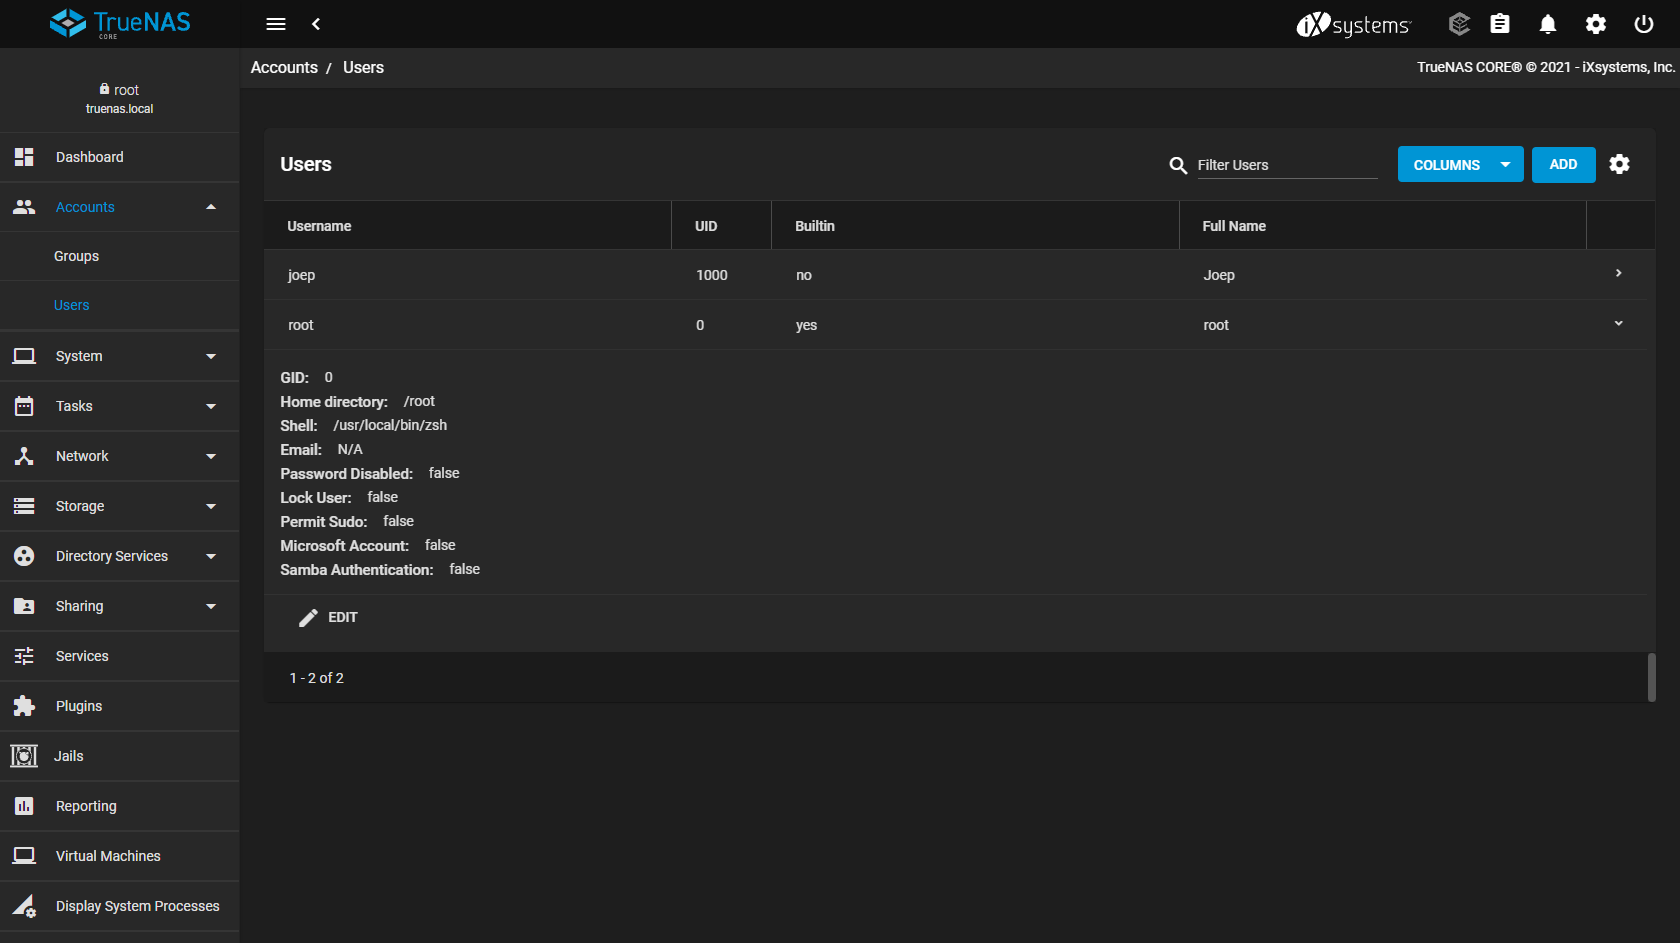 TrueNAS
CORE
iXsystems
Accounts / Users
TrueNAS CORE® © 2021 - iXsystems, Inc.
root
truenas.local
Dashboard
Accounts
Groups
Users
System
Tasks
Network
Storage
Directory Services
Sharing
Services
Plugins
Jails
Reporting
Virtual Machines
Display System Processes
Users
Filter Users
COLUMNS
ADD
Username UID Builtin Full Name
joep 1000 no Joep
root 0 yes root
GID: 0
Home directory: /root
Shell: /usr/local/bin/zsh
Email: N/A
Password Disabled: false
Lock User: false
Permit Sudo: false
Microsoft Account: false
Samba Authentication: false
EDIT
1 - 2 of 2